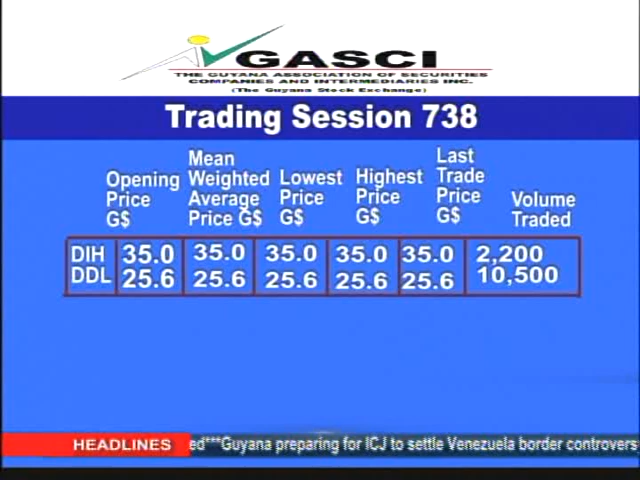 GASCI
THE GUYANA ASSOCIATION OF SECURITIES
COMPANIES AND INTERMEDIARIES INC.
(The Guyana Stock Exchange)
Trading Session 738
Opening Price G$ Mean Weighted Average Price G$ Lowest Price G$ Highest Price G$ Last Trade Price G$ Volume Traded
DIH 35.0 35.0 35.0 35.0 35.0 2,200
DDL 25.6 25.6 25.6 25.6 25.6 10,500
HEADLINES ed***Guyana preparing for ICJ to settle Venezuela border controvers